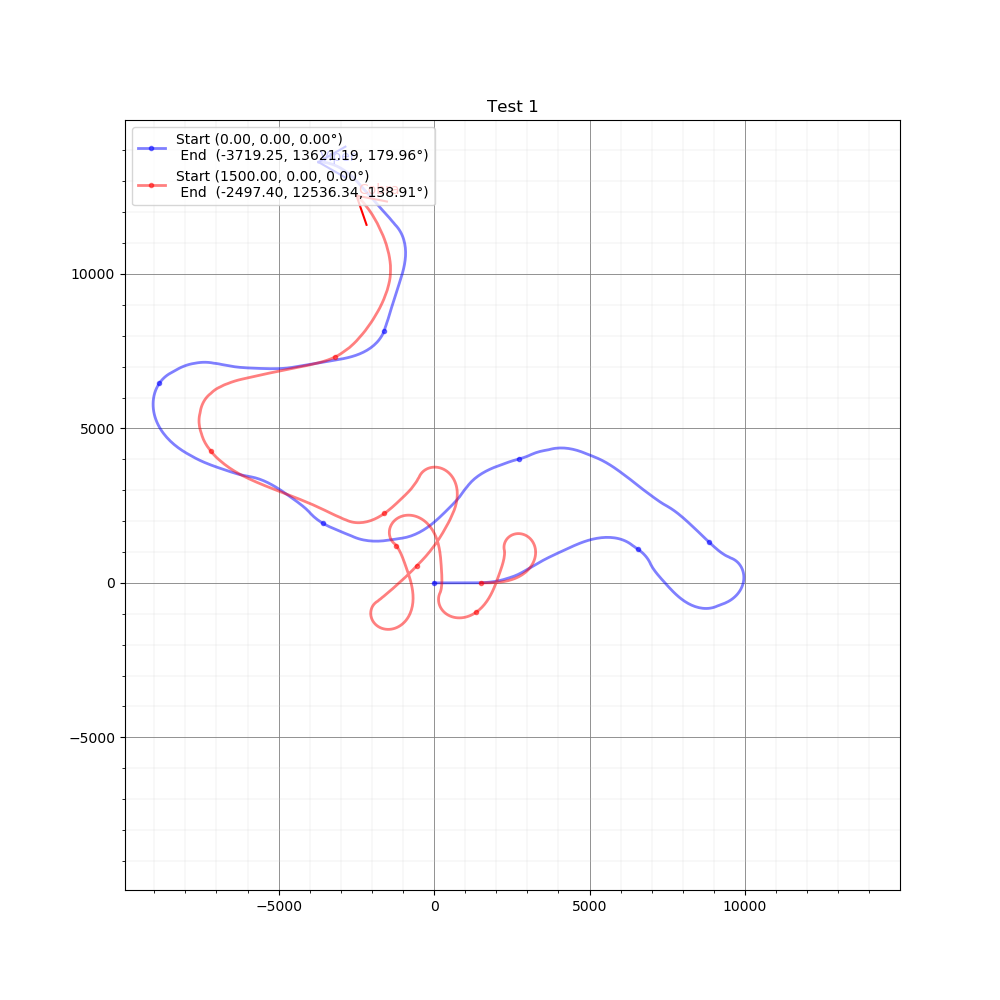 Test 1
Start (0.00, 0.00, 0.00°)
End (-3719.25, 13621.19, 179.96°)
Start (1500.00, 0.00, 0.00°)
End (-2497.40, 12536.34, 138.91°)
10000
5000
0
−5000
−5000 0 5000 10000